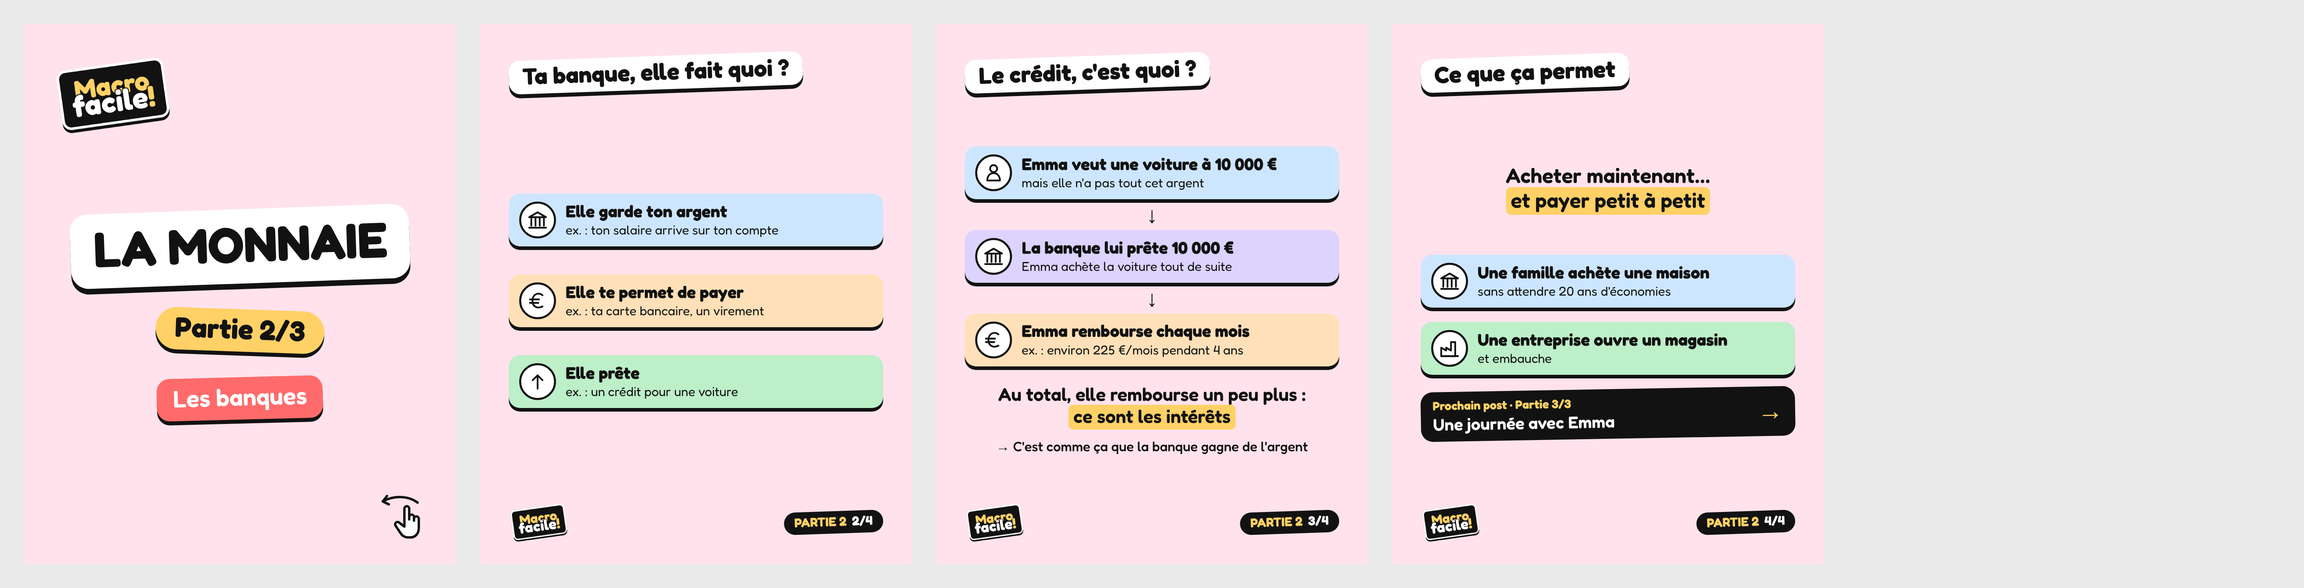 Macro
facile!
LA MONNAIE
Partie 2/3
Les banques
Ta banque, elle fait quoi ?
Elle garde ton argent
ex. : ton salaire arrive sur ton compte
Elle te permet de payer
ex. : ta carte bancaire, un virement
Elle prête
ex. : un crédit pour une voiture
Macro
facile!
PARTIE 2 2/4
Le crédit, c'est quoi ?
Emma veut une voiture à 10 000 €
mais elle n'a pas tout cet argent
↓
La banque lui prête 10 000 €
Emma achète la voiture tout de suite
↓
Emma rembourse chaque mois
ex. : environ 225 €/mois pendant 4 ans
Au total, elle rembourse un peu plus :
ce sont les intérêts
→ C'est comme ça que la banque gagne de l'argent
Macro
facile!
PARTIE 2 3/4
Ce que ça permet
Acheter maintenant...
et payer petit à petit
Une famille achète une maison
sans attendre 20 ans d'économies
Une entreprise ouvre un magasin
et embauche
Prochain post · Partie 3/3
Une journée avec Emma →
Macro
facile!
PARTIE 2 4/4